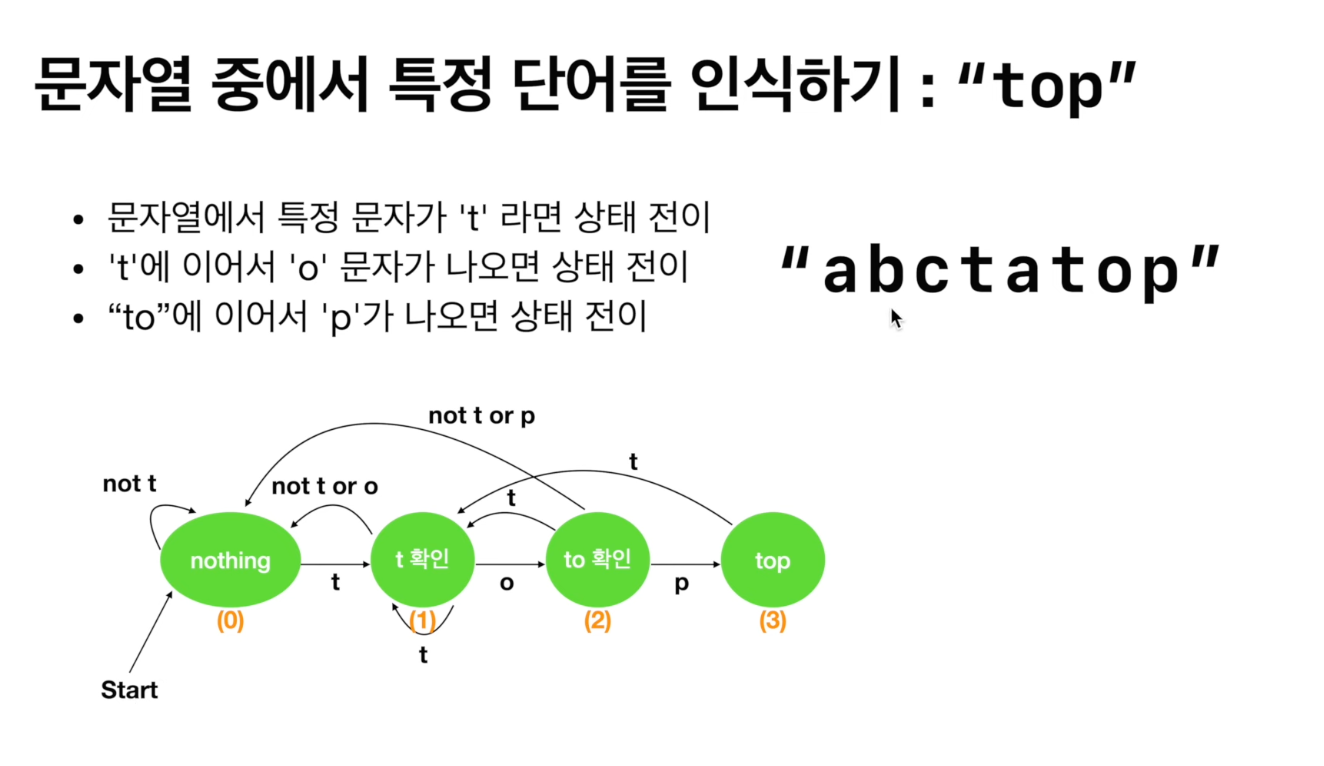 문자열 중에서 특정 단어를 인식하기 : “top”
• 문자열에서 특정 문자가 't' 라면 상태 전이
• 't'에 이어서 'o' 문자가 나오면 상태 전이
• “to”에 이어서 'p'가 나오면 상태 전이
“abctatop”
not t or p
t
not t
not t or o
t
nothing
t 확인
to 확인
top
t
o
p
(0)
(1)
(2)
(3)
t
Start